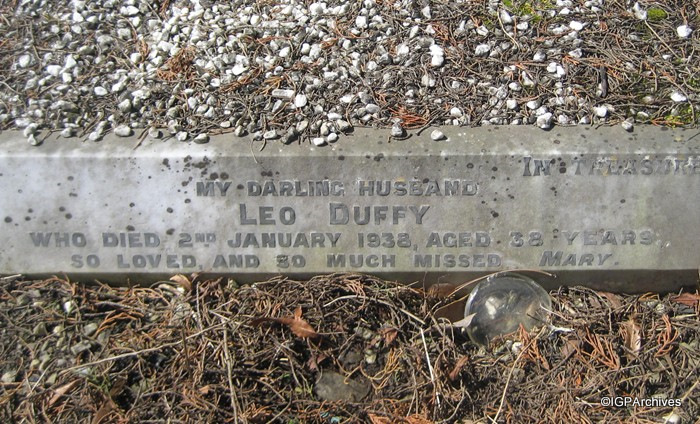 IN TREASURE
MY DARLING HUSBAND
LEO DUFFY
WHO DIED 2ND JANUARY 1938, AGED 38 YEARS.
SO LOVED AND SO MUCH MISSED MARY.
©IGPArchives